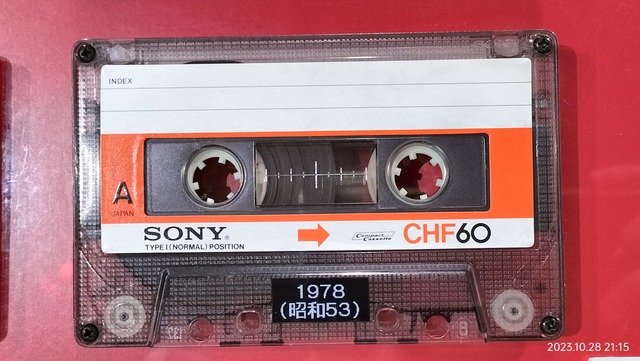 INDEX
A
JAPAN
SONY®
TYPE I (NORMAL) POSITION
Compact Cassette
CHF60
1978
(昭和53)
2023.10.28 21:15